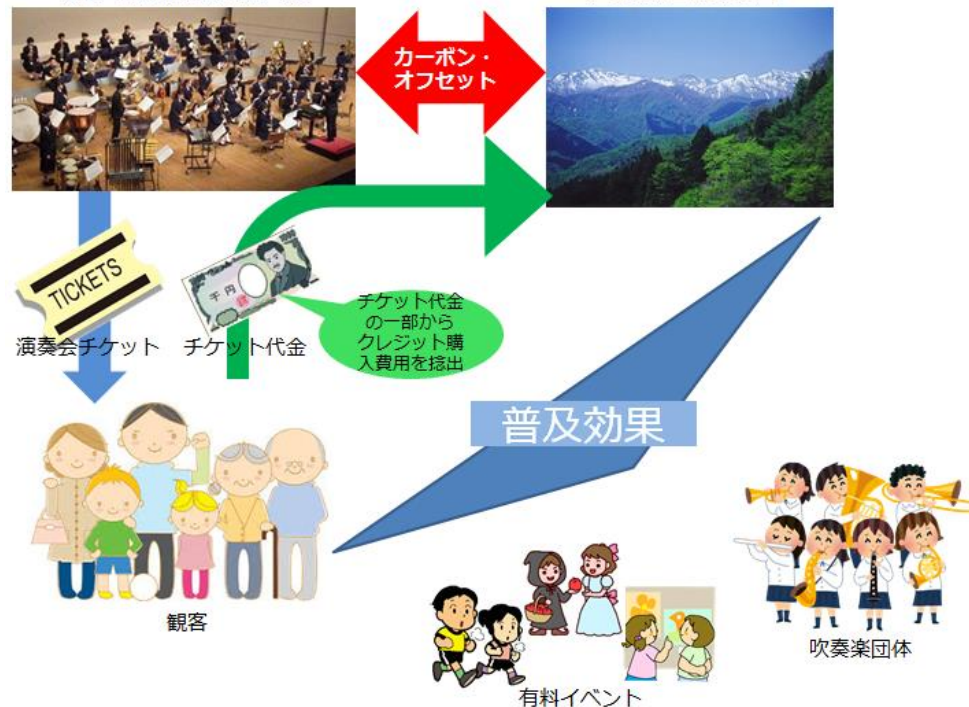 カーボン・
オフセット
TICKETS
1000
千円
演奏会チケット
チケット代金
チケット代金
の一部から
クレジット購
入費用を捻出
普及効果
観客
有料イベント
吹奏楽団体